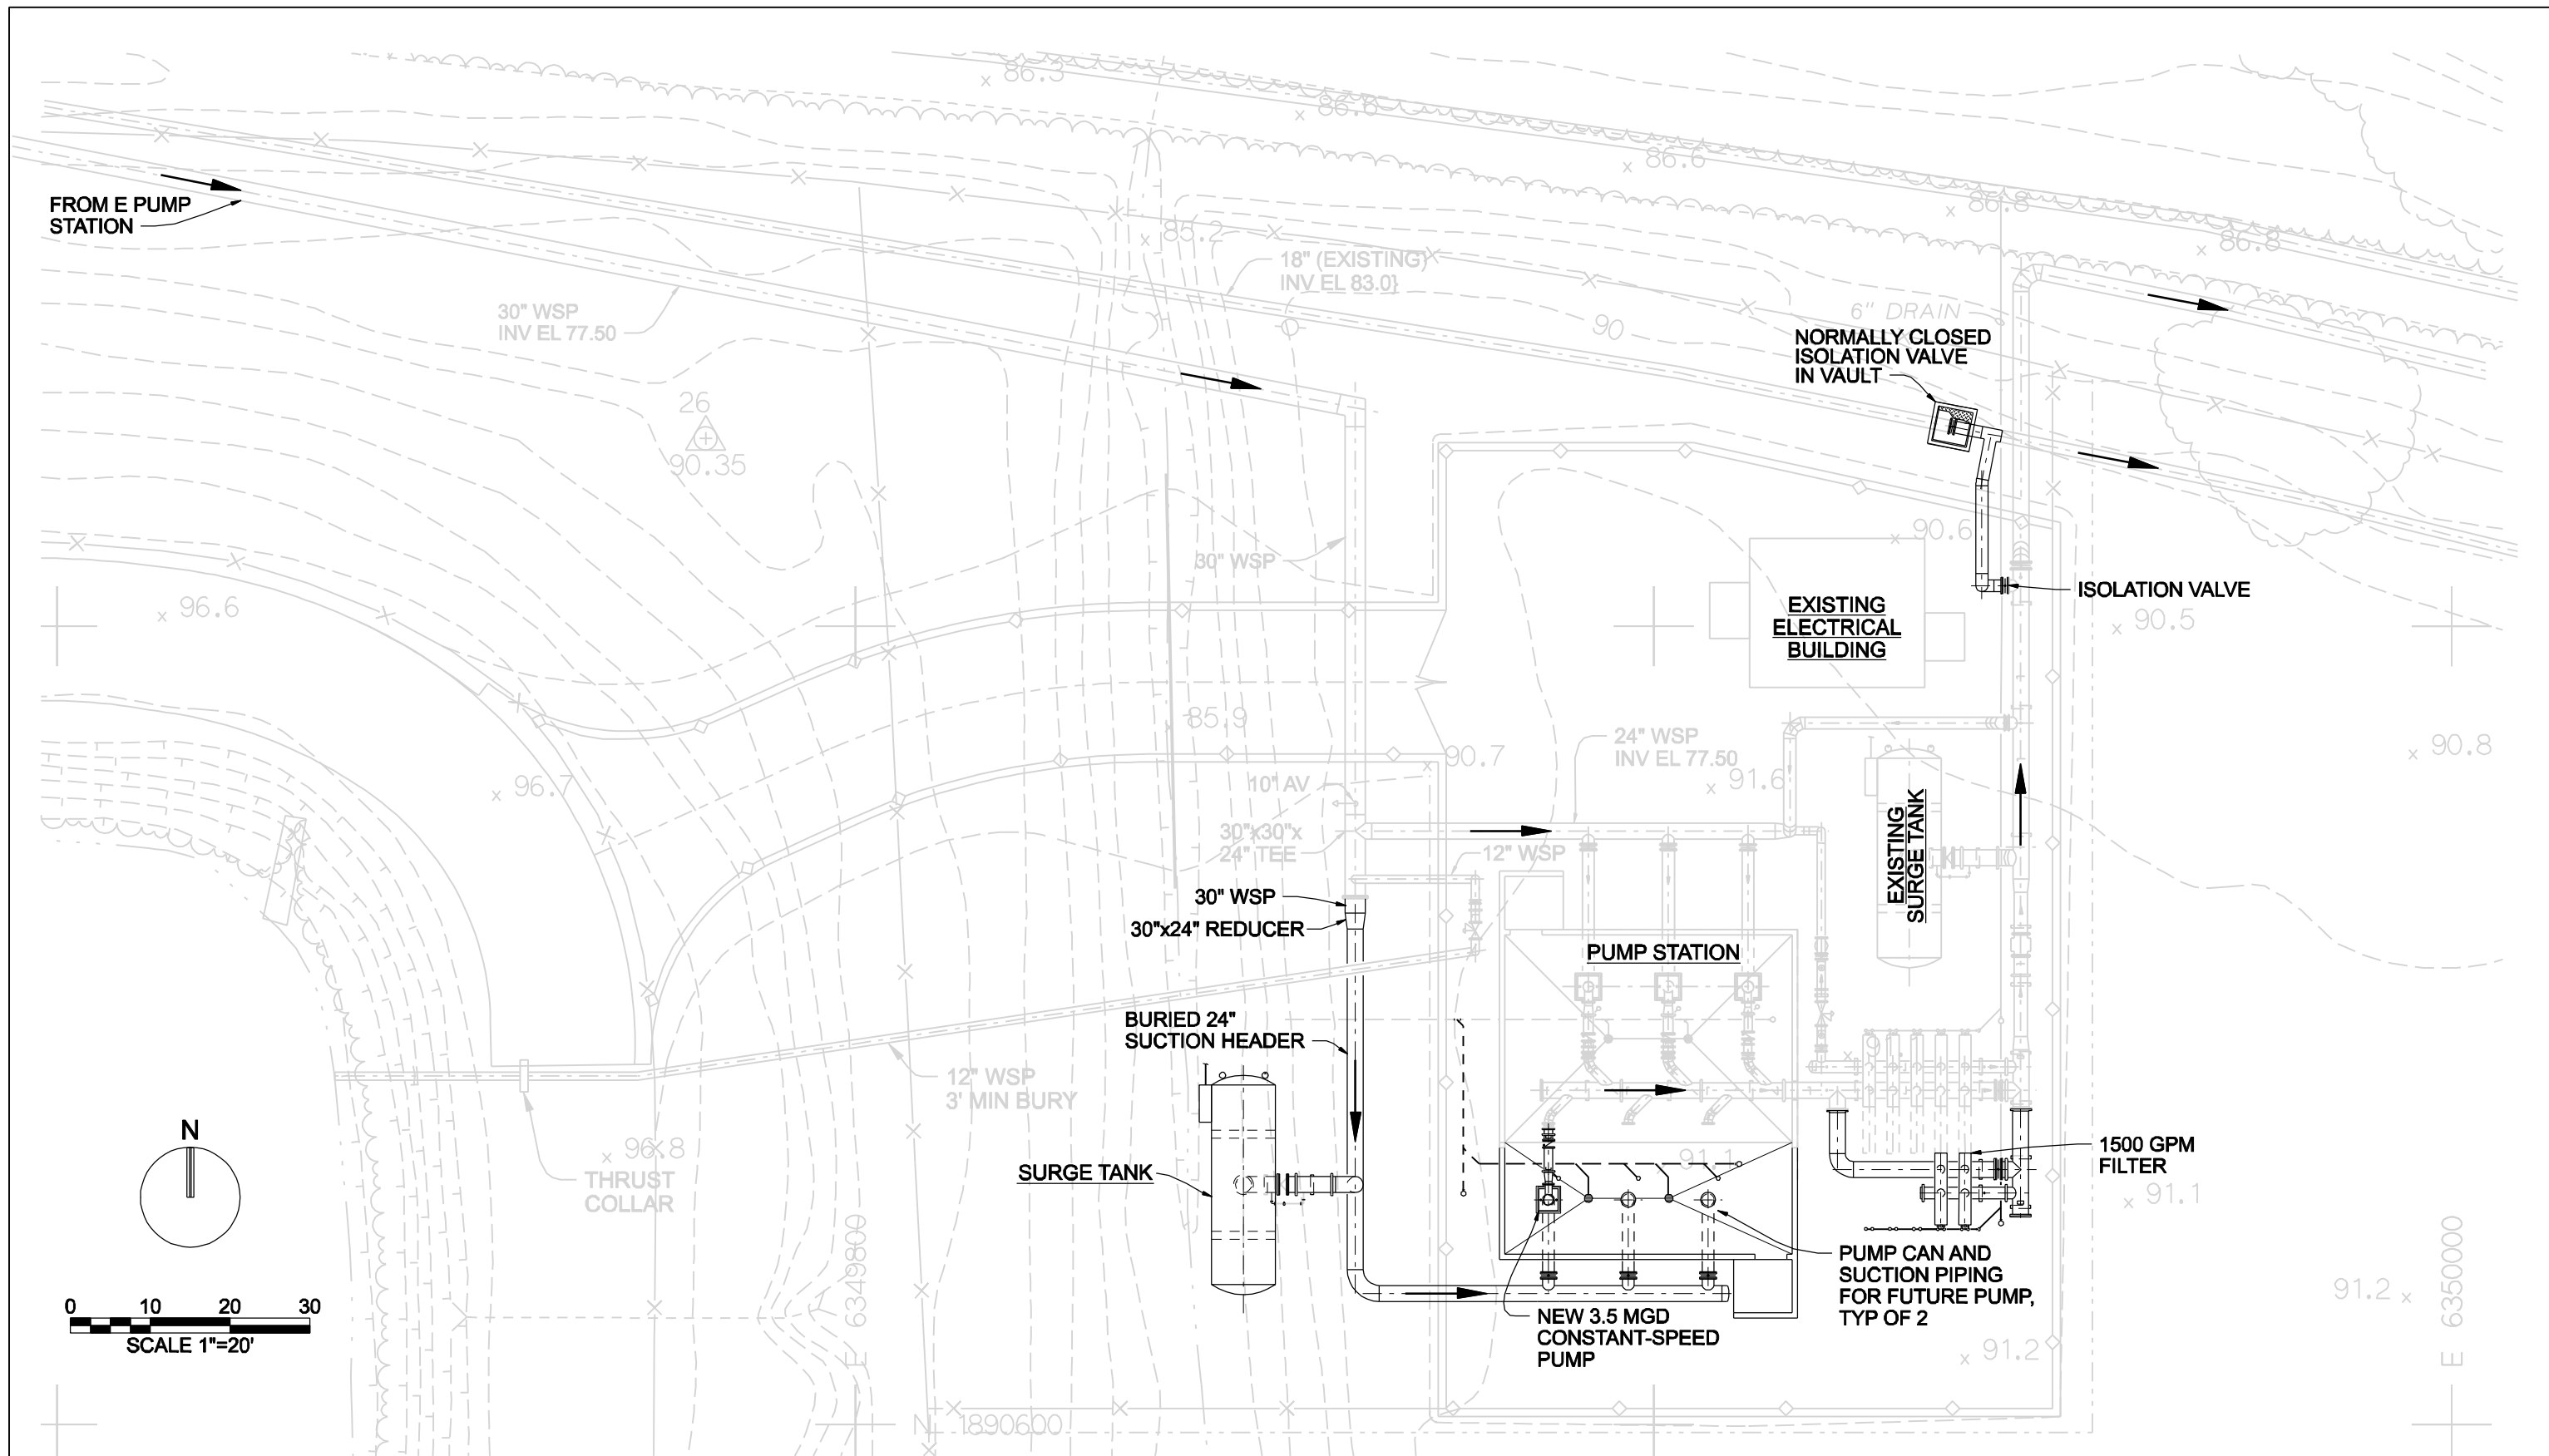 86.3
86.6
86.8
86.8
FROM E PUMP
STATION
85.2
18" (EXISTING)
INV EL 83.0}
30" WSP
INV EL 77.50
6" DRAIN
90
NORMALLY CLOSED
ISOLATION VALVE
IN VAULT
26
90.35
90.6
30" WSP
ISOLATION VALVE
EXISTING
ELECTRICAL
BUILDING
96.6
90.5
85.9
24" WSP
INV EL 77.50
90.7
90.8
91.6
96.7
10" AV
30"x30"x
24" TEE
12" WSP
EXISTING
SURGE TANK
30" WSP
30"x24" REDUCER
PUMP STATION
BURIED 24"
SUCTION HEADER
12" WSP
3' MIN BURY
N
96.8
THRUST
COLLAR
SURGE TANK
91.1
1500 GPM
FILTER
91.1
E 6349800
E 6350000
PUMP CAN AND
SUCTION PIPING
FOR FUTURE PUMP,
TYP OF 2
91.2
0 10 20 30
SCALE 1"=20'
NEW 3.5 MGD
CONSTANT-SPEED
PUMP
91.2
N 1890600